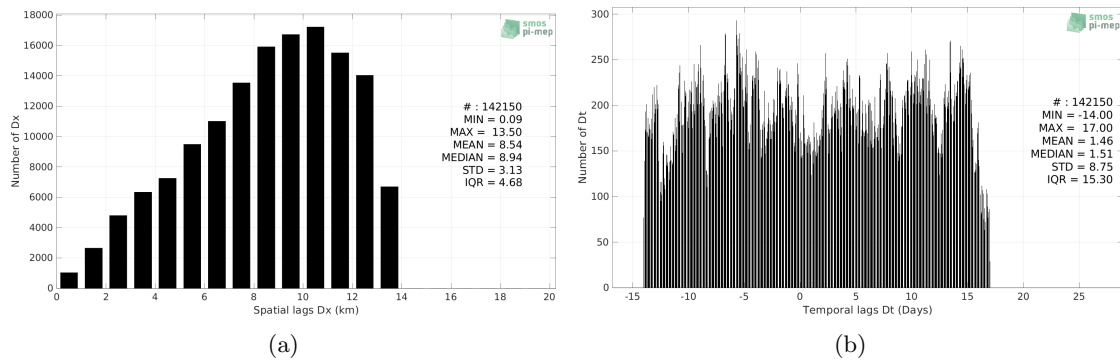 18000
16000
14000
12000
10000
8000
6000
4000
2000
0
Number of Dx
smos
pi-mep
# : 142150
MIN = 0.09
MAX = 13.50
MEAN = 8.54
MEDIAN = 8.94
STD = 3.13
IQR = 4.68
0 2 4 6 8 10 12 14 16 18 20
Spatial lags Dx (km)
(a)
300
250
200
150
100
50
0
Number of Dt
smos
pi-mep
# : 142150
MIN = -14.00
MAX = 17.00
MEAN = 1.46
MEDIAN = 1.51
STD = 8.75
IQR = 15.30
-15 -10 -5 0 5 10 15 20 25
Temporal lags Dt (Days)
(b)